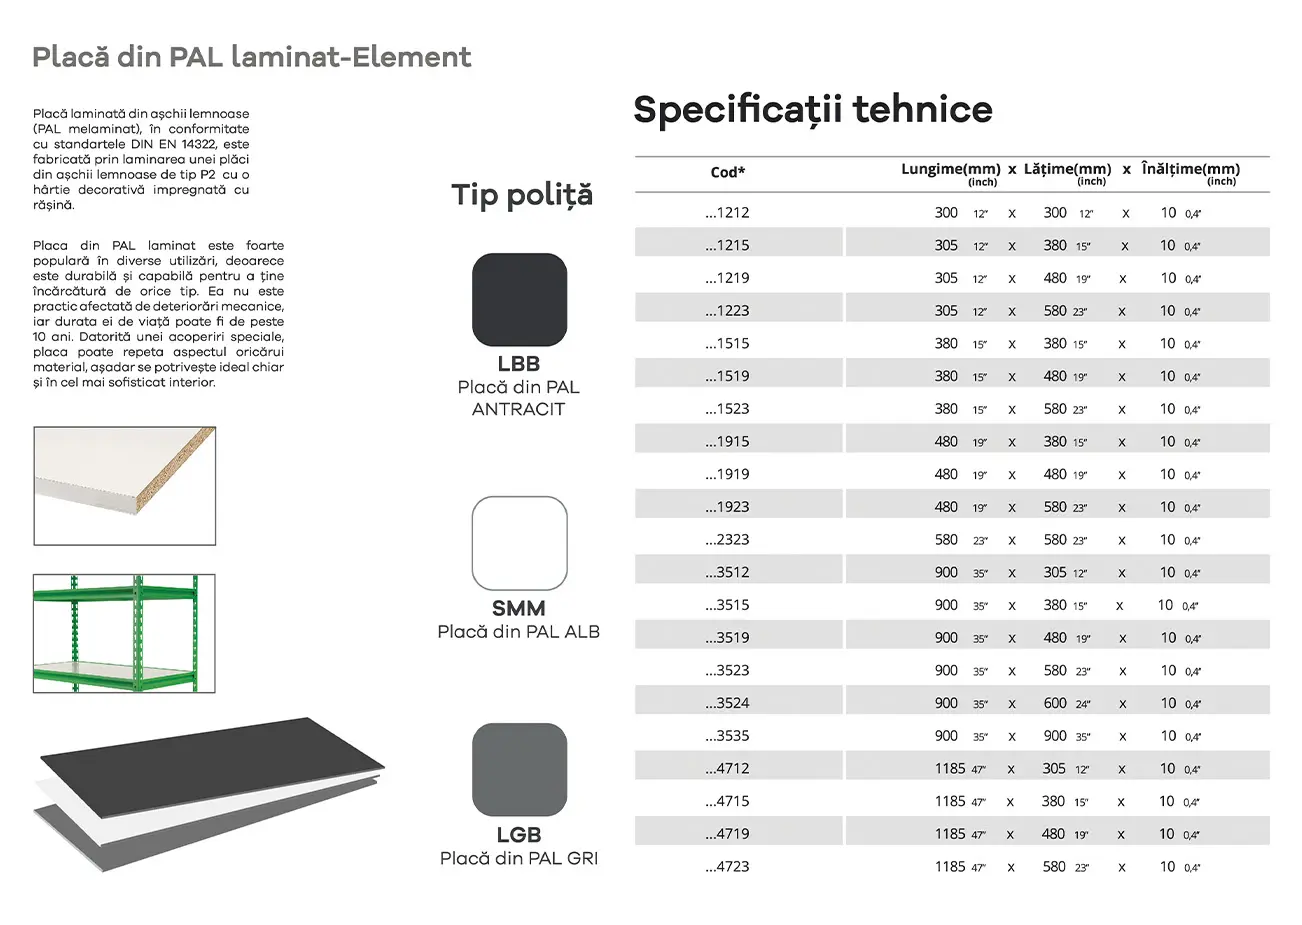 Placă din PAL laminat-Element
Placă laminată din așchii lemnoase
(PAL melaminat), în conformitate
cu standartele DIN EN 14322, este
fabricată prin laminarea unei plăci
din așchii lemnoase de tip P2 cu o
hârtie decorativă impregnată cu
rășină.
Placa din PAL laminat este foarte
populară în diverse utilizări, deoarece
este durabilă și capabilă pentru a ține
încărcătură de orice tip. Ea nu este
practic afectată de deteriorări mecanice,
iar durata ei de viață poate fi de peste
10 ani. Datorită unei acoperiri speciale,
placa poate repeta aspectul oricărui
material, așadar se potrivește ideal chiar
și în cel mai sofisticat interior.
Tip poliță
LBB
Placă din PAL
ANTRACIT
SMM
Placă din PAL ALB
LGB
Placă din PAL GRI
Specificații tehnice
Cod* Lungime(mm) x Lățime(mm) x Înălțime(mm)
(inch) (inch) (inch)
...1212 300 12” x 300 12” x 10 0,4”
...1215 305 12” x 380 15” x 10 0,4”
...1219 305 12” x 480 19” x 10 0,4”
...1223 305 12” x 580 23” x 10 0,4”
...1515 380 15” x 380 15” x 10 0,4”
...1519 380 15” x 480 19” x 10 0,4”
...1523 380 15” x 580 23” x 10 0,4”
...1915 480 19” x 380 15” x 10 0,4”
...1919 480 19” x 480 19” x 10 0,4”
...1923 480 19” x 580 23” x 10 0,4”
...2323 580 23” x 580 23” x 10 0,4”
...3512 900 35” x 305 12” x 10 0,4”
...3515 900 35” x 380 15” x 10 0,4”
...3519 900 35” x 480 19” x 10 0,4”
...3523 900 35” x 580 23” x 10 0,4”
...3524 900 35” x 600 24” x 10 0,4”
...3535 900 35” x 900 35” x 10 0,4”
...4712 1185 47” x 305 12” x 10 0,4”
...4715 1185 47” x 380 15” x 10 0,4”
...4719 1185 47” x 480 19” x 10 0,4”
...4723 1185 47” x 580 23” x 10 0,4”